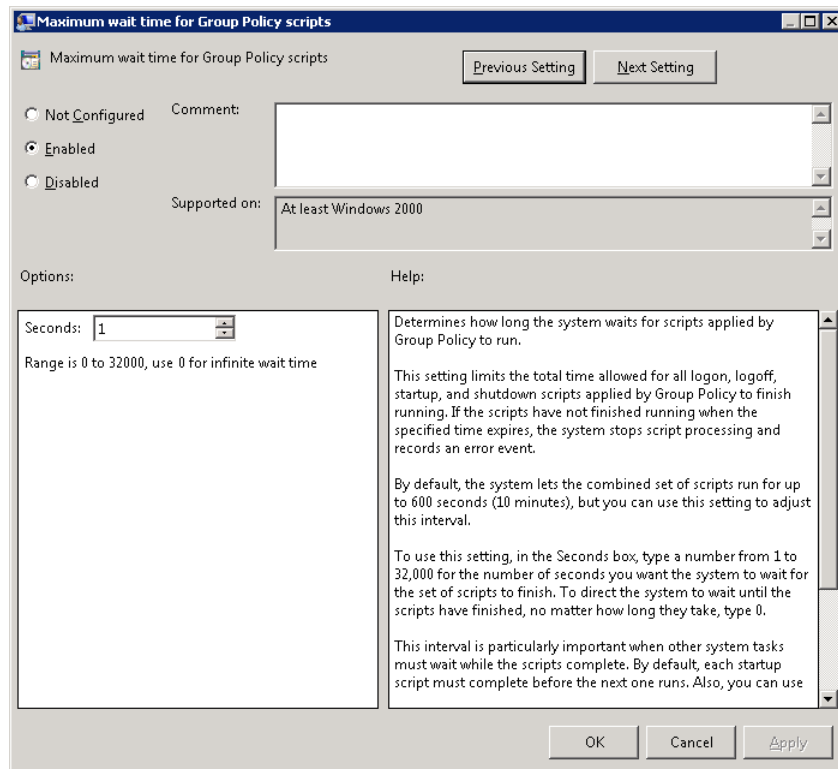 Maximum wait time for Group Policy scripts
Maximum wait time for Group Policy scripts
Previous Setting
Next Setting
Not Configured
Comment:
Enabled
Disabled
Supported on:
At least Windows 2000
Options:
Help:
Seconds: 1
Range is 0 to 32000, use 0 for infinite wait time
Determines how long the system waits for scripts applied by
Group Policy to run.
This setting limits the total time allowed for all logon, logoff,
startup, and shutdown scripts applied by Group Policy to finish
running. If the scripts have not finished running when the
specified time expires, the system stops script processing and
records an error event.
By default, the system lets the combined set of scripts run for up
to 600 seconds (10 minutes), but you can use this setting to adjust
this interval.
To use this setting, in the Seconds box, type a number from 1 to
32,000 for the number of seconds you want the system to wait for
the set of scripts to finish. To direct the system to wait until the
scripts have finished, no matter how long they take, type 0.
This interval is particularly important when other system tasks
must wait while the scripts complete. By default, each startup
script must complete before the next one runs. Also, you can use
OK
Cancel
Apply